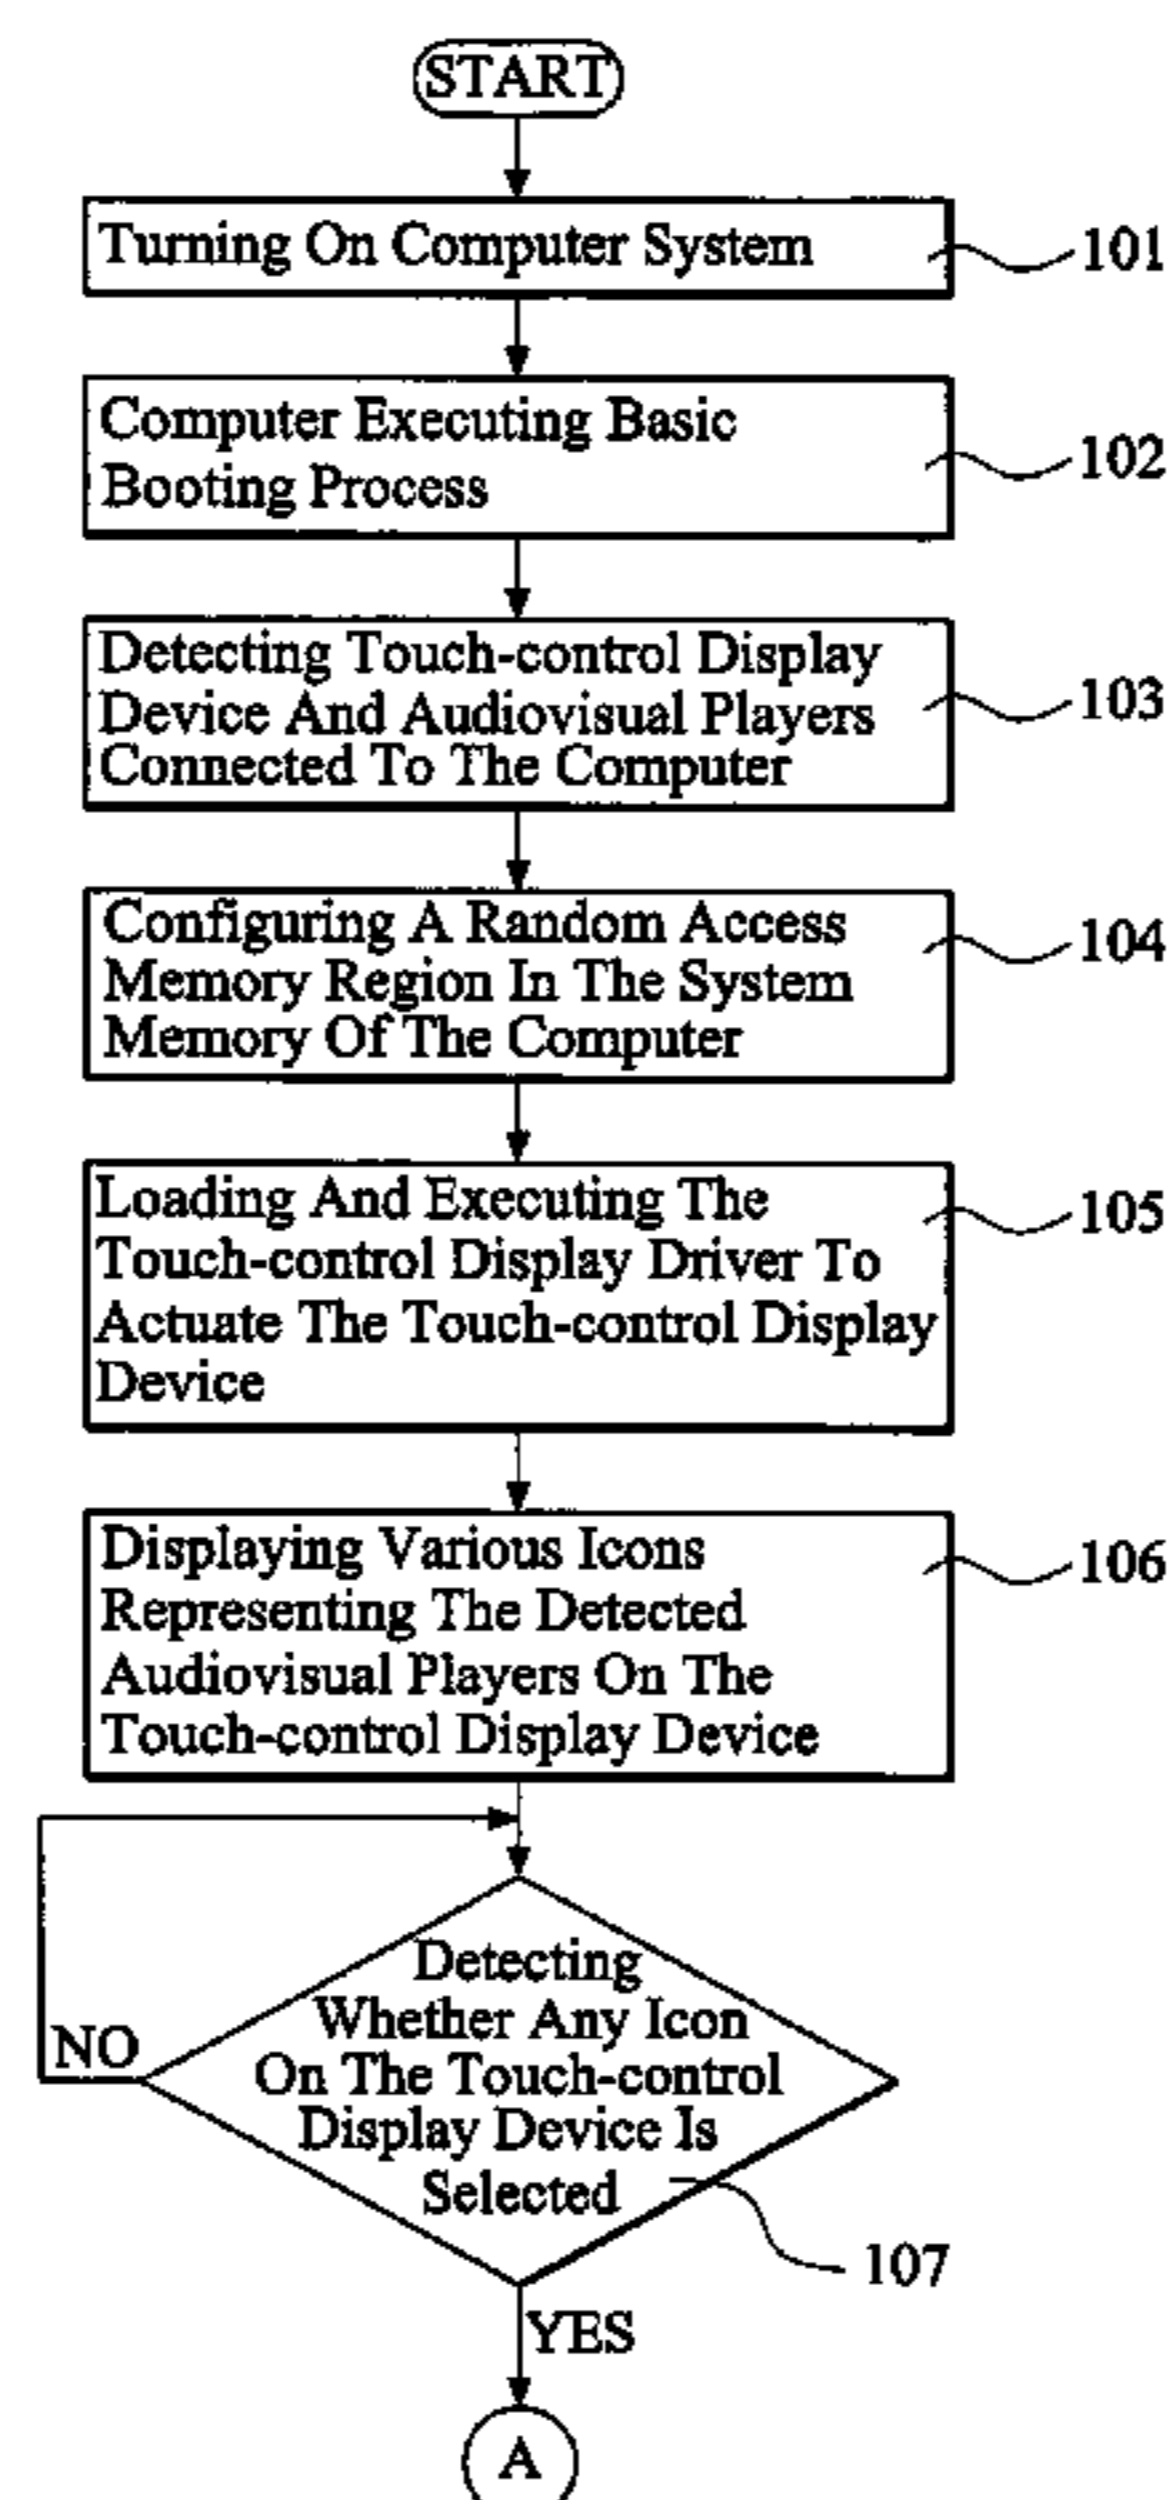 START
Turning On Computer System
101
Computer Executing Basic
Booting Process
102
Detecting Touch-control Display
Device And Audiovisual Players
Connected To The Computer
103
Configuring A Random Access
Memory Region In The System
Memory Of The Computer
104
Loading And Executing The
Touch-control Display Driver To
Actuate The Touch-control Display
Device
105
Displaying Various Icons
Representing The Detected
Audiovisual Players On The
Touch-control Display Device
106
Detecting
Whether Any Icon
On The Touch-control
Display Device Is
Selected
NO
107
YES
A